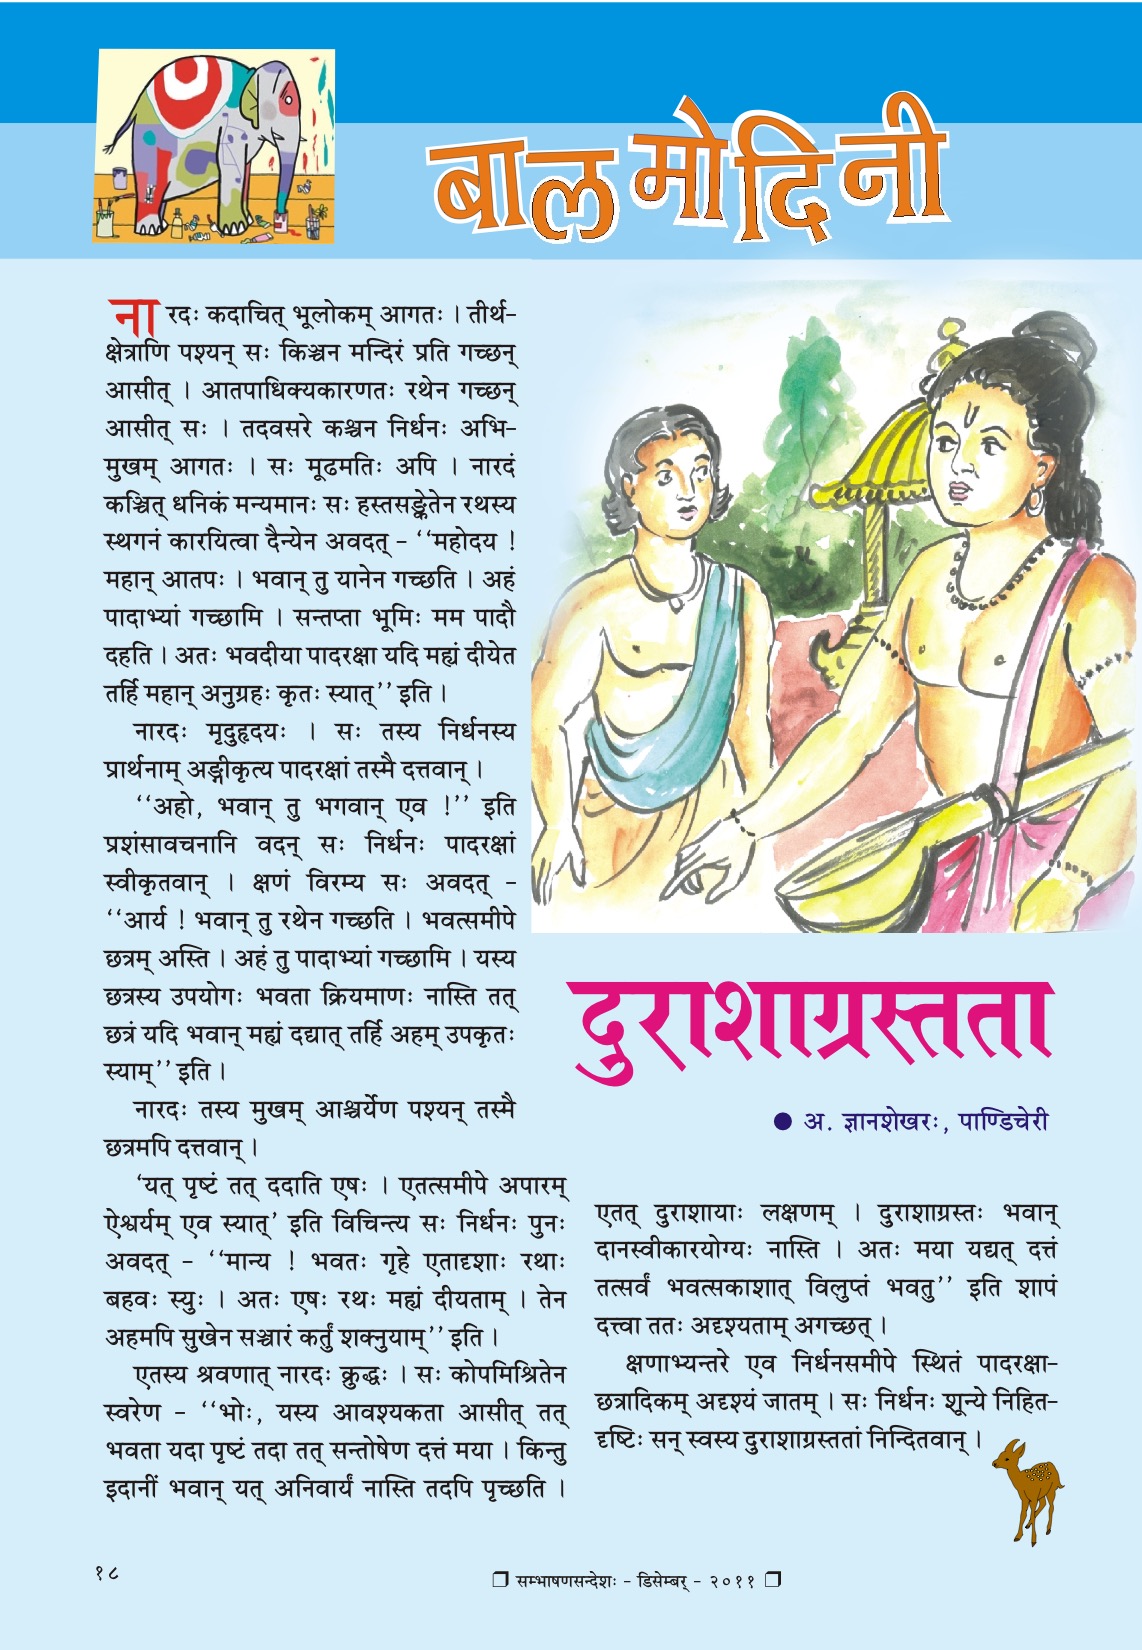 बालमोदिनी
नारदः कदाचित् भूलोकम् आगतः । तीर्थ-
क्षेत्राणि पश्यन् सः किञ्चन मन्दिरं प्रति गच्छन्
आसीत् । आतपाधिक्यकारणतः रथेन गच्छन्
आसीत् सः । तदवसरे कश्चन निर्धनः अभि-
मुखम् आगतः । सः मूढमतिः अपि । नारदं
कञ्चित् धनिकं मन्यमानः सः हस्तसङ्केतेन रथस्य
स्थगनं कारयित्वा दैन्येन अवदत् - ‘‘महोदय !
महान् आतपः । भवान् तु यानेन गच्छति । अहं
पादाभ्यां गच्छामि । सन्तप्ता भूमिः मम पादौ
दहति । अतः भवदीया पादरक्षा यदि मह्यं दीयेत
तर्हि महान् अनुग्रहः कृतः स्यात्’’ इति ।
नारदः मृदुहृदयः । सः तस्य निर्धनस्य
प्रार्थनाम् अङ्गीकृत्य पादरक्षां तस्मै दत्तवान् ।
‘‘अहो, भवान् तु भगवान् एव !’’ इति
प्रशंसावचनानि वदन् सः निर्धनः पादरक्षां
स्वीकृतवान् । क्षणं विरम्य सः अवदत् -
‘‘आर्य ! भवान् तु रथेन गच्छति । भवत्समीपे
छत्रम् अस्ति । अहं तु पादाभ्यां गच्छामि । यस्य
छत्रस्य उपयोगः भवता क्रियमाणः नास्ति तत्
छत्रं यदि भवान् मह्यं दद्यात् तर्हि अहम् उपकृतः
स्याम्’’ इति ।
नारदः तस्य मुखम् आश्चर्येण पश्यन् तस्मै
छत्रमपि दत्तवान् ।
‘यत् पृष्टं तत् ददाति एषः । एतत्समीपे अपारम्
ऐश्वर्यम् एव स्यात्’ इति विचिन्त्य सः निर्धनः पुनः
अवदत् - ‘‘मान्य ! भवतः गृहे एतादृशाः रथाः
बहवः स्युः । अतः एषः रथः मह्यं दीयताम् । तेन
अहमपि सुखेन सञ्चारं कर्तुं शक्नुयाम्’’ इति ।
एतस्य श्रवणात् नारदः क्रुद्धः । सः कोपमिश्रितेन
स्वरेण - ‘‘भोः, यस्य आवश्यकता आसीत् तत्
भवता यदा पृष्टं तदा तत् सन्तोषेण दत्तं मया । किन्तु
इदानीं भवान् यत् अनिवार्यं नास्ति तदपि पृच्छति ।
दुराशाग्रस्तता
● अ. ज्ञानशेखरः, पाण्डिचेरी
एतत् दुराशायाः लक्षणम् । दुराशाग्रस्तः भवान्
दानस्वीकारयोग्यः नास्ति । अतः मया यद्यत् दत्तं
तत्सर्वं भवत्सकाशात् विलुप्तं भवतु’’ इति शापं
दत्त्वा ततः अदृश्यताम् अगच्छत् ।
क्षणाभ्यन्तरे एव निर्धनसमीपे स्थितं पादरक्षा-
छत्रादिकम् अदृश्यं जातम् । सः निर्धनः शून्ये निहित-
दृष्टिः सन् स्वस्य दुराशाग्रस्ततां निन्दितवान् ।
१८
❒ सम्भाषणसन्देशः - डिसेम्बर् - २०११ ❒